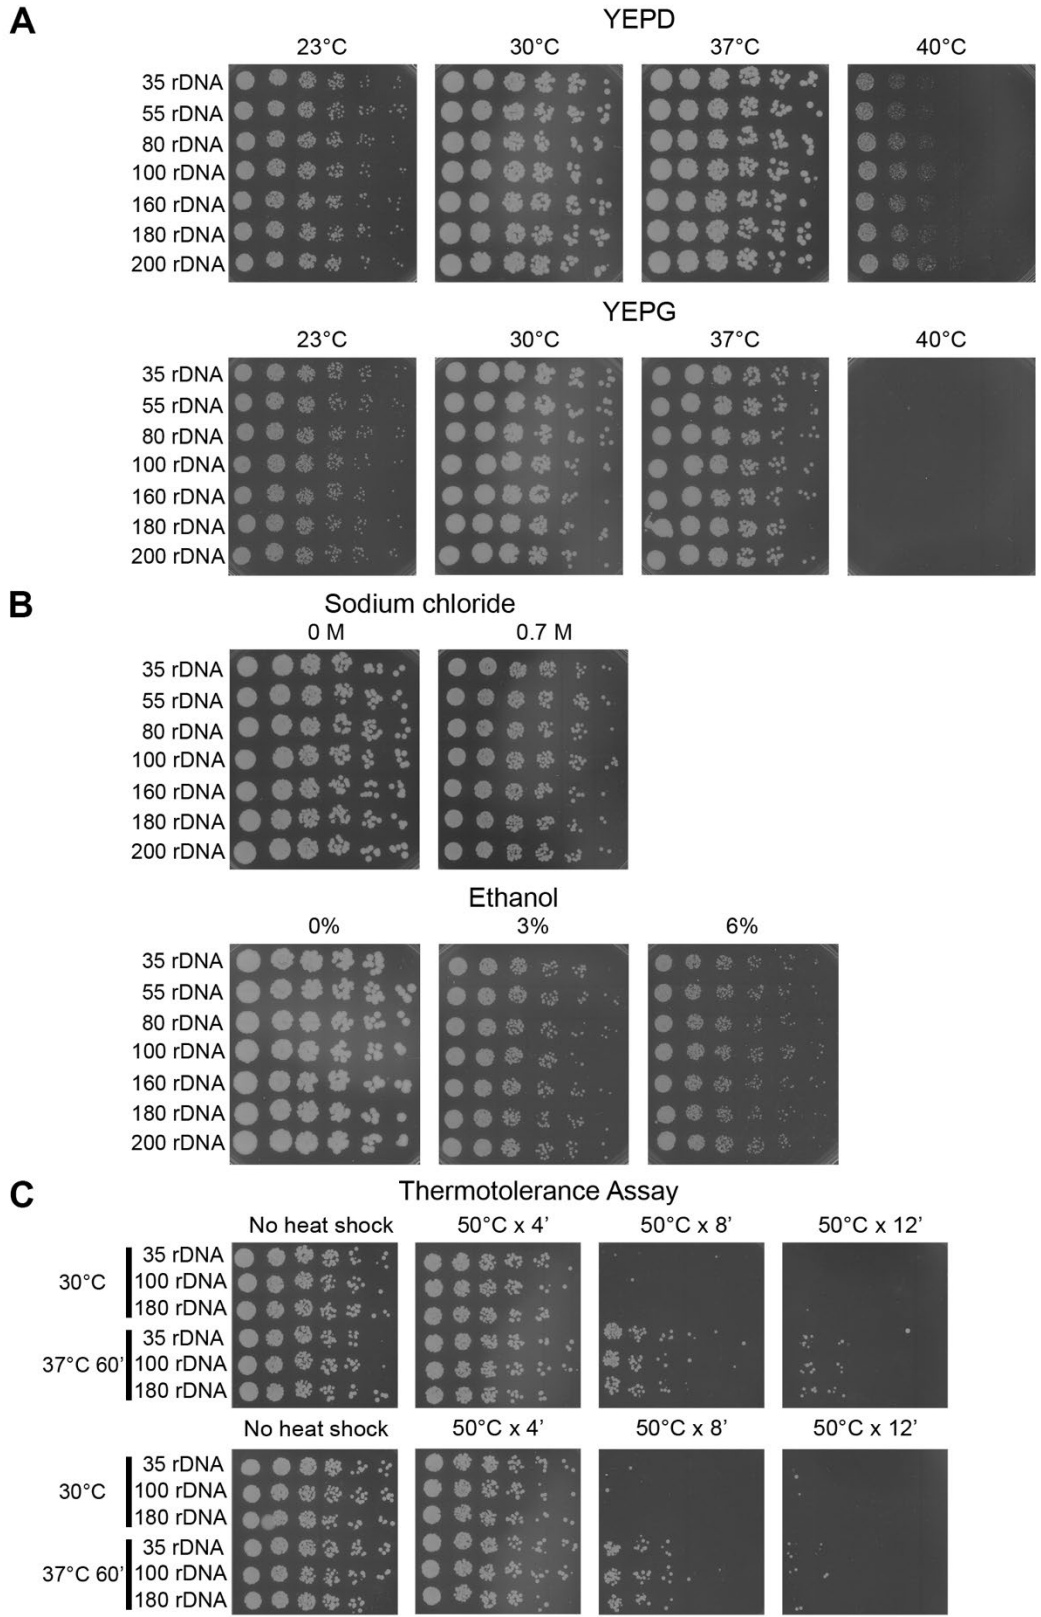 A
YEPD
23°C 30°C 37°C 40°C
35 rDNA
55 rDNA
80 rDNA
100 rDNA
160 rDNA
180 rDNA
200 rDNA
YEPG
23°C 30°C 37°C 40°C
35 rDNA
55 rDNA
80 rDNA
100 rDNA
160 rDNA
180 rDNA
200 rDNA
B
Sodium chloride
0 M 0.7 M
35 rDNA
55 rDNA
80 rDNA
100 rDNA
160 rDNA
180 rDNA
200 rDNA
Ethanol
0% 3% 6%
35 rDNA
55 rDNA
80 rDNA
100 rDNA
160 rDNA
180 rDNA
200 rDNA
C
Thermotolerance Assay
No heat shock 50°C x 4' 50°C x 8' 50°C x 12'
30°C
35 rDNA
100 rDNA
180 rDNA
37°C 60'
35 rDNA
100 rDNA
180 rDNA
No heat shock 50°C x 4' 50°C x 8' 50°C x 12'
30°C
35 rDNA
100 rDNA
180 rDNA
37°C 60'
35 rDNA
100 rDNA
180 rDNA